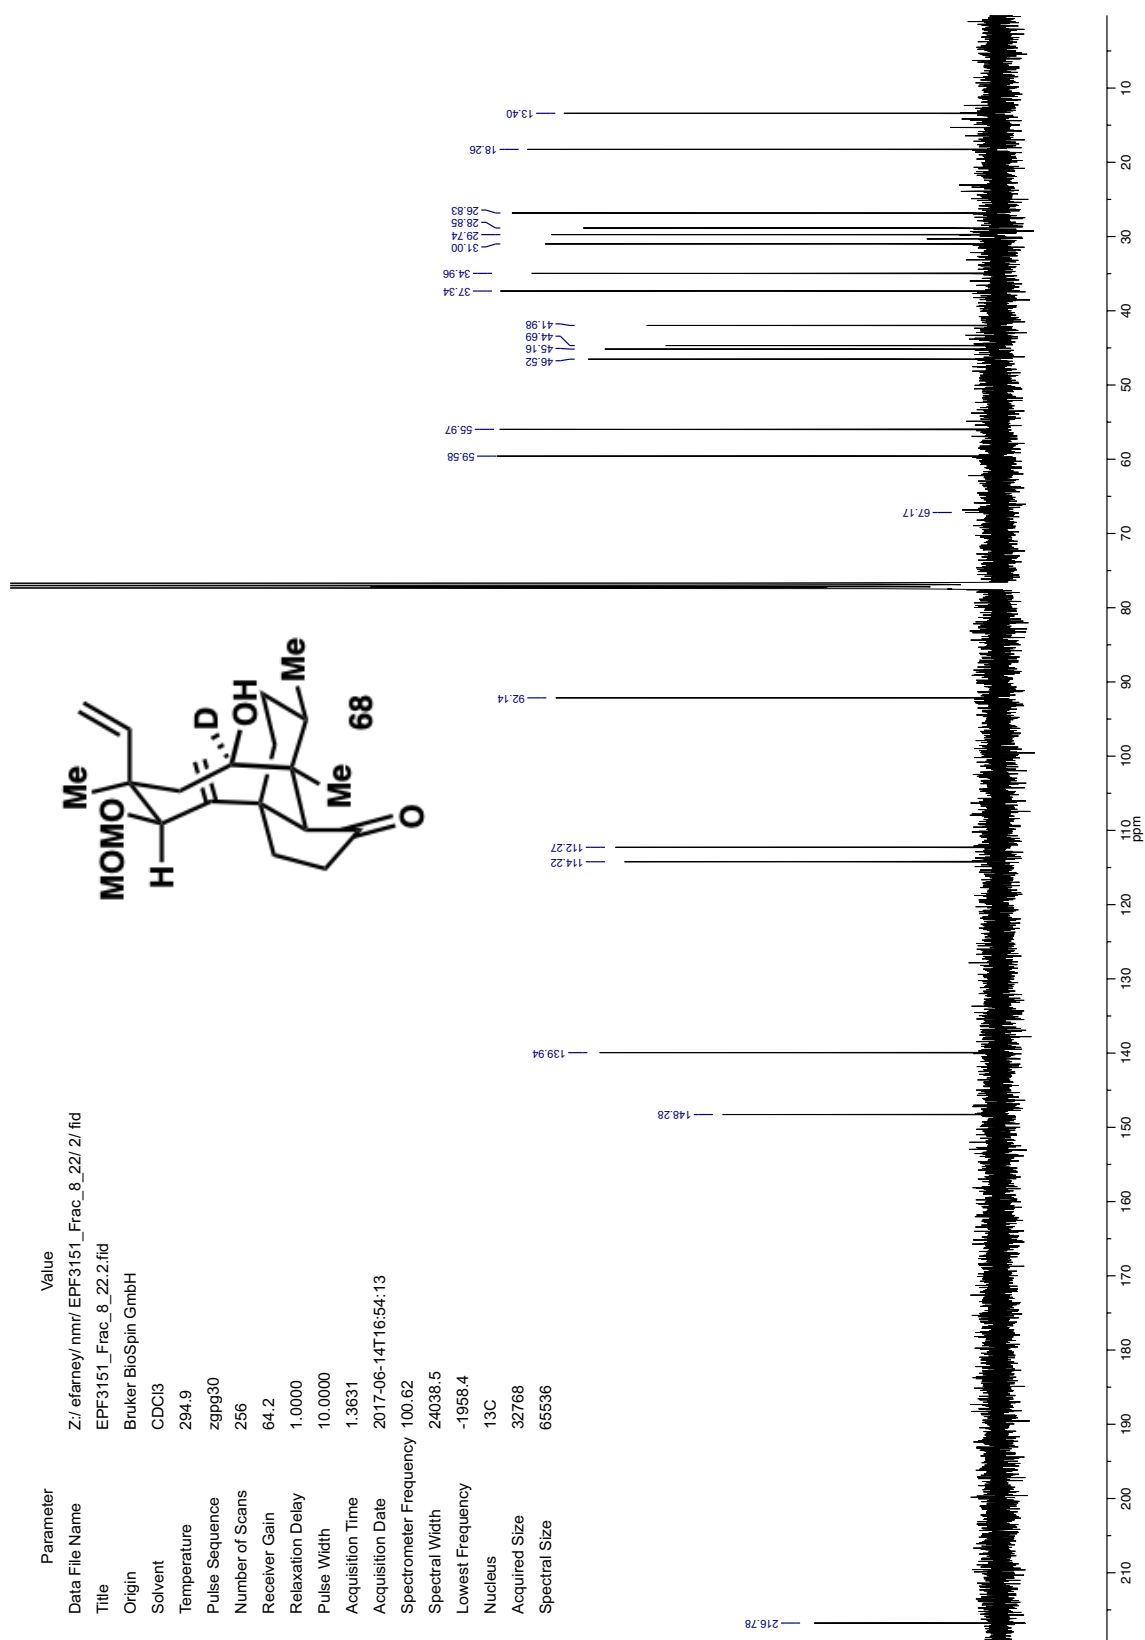 Parameter Value
Data File Name Z:/ efarney/ nmr/ EPF3151_Frac_8_22/ 2/ fid
Title EPF3151_Frac_8_22.2.fid
Origin Bruker BioSpin GmbH
Solvent CDCl3
Temperature 294.9
Pulse Sequence zgpg30
Number of Scans 256
Receiver Gain 64.2
Relaxation Delay 1.0000
Pulse Width 10.0000
Acquisition Time 1.3631
Acquisition Date 2017-06-14T16:54:13
Spectrometer Frequency 100.62
Spectral Width 24038.5
Lowest Frequency -1958.4
Nucleus 13C
Acquired Size 32768
Spectral Size 65536
Me
MOMO
H
D
OH
Me
Me
O
68
216.78
148.28
139.94
114.22
112.27
92.14
67.17
59.58
55.97
46.52
45.16
44.69
41.98
37.34
34.96
31.00
29.74
28.85
26.83
18.26
13.40
210 200 190 180 170 160 150 140 130 120 110 100 90 80 70 60 50 40 30 20 10
ppm